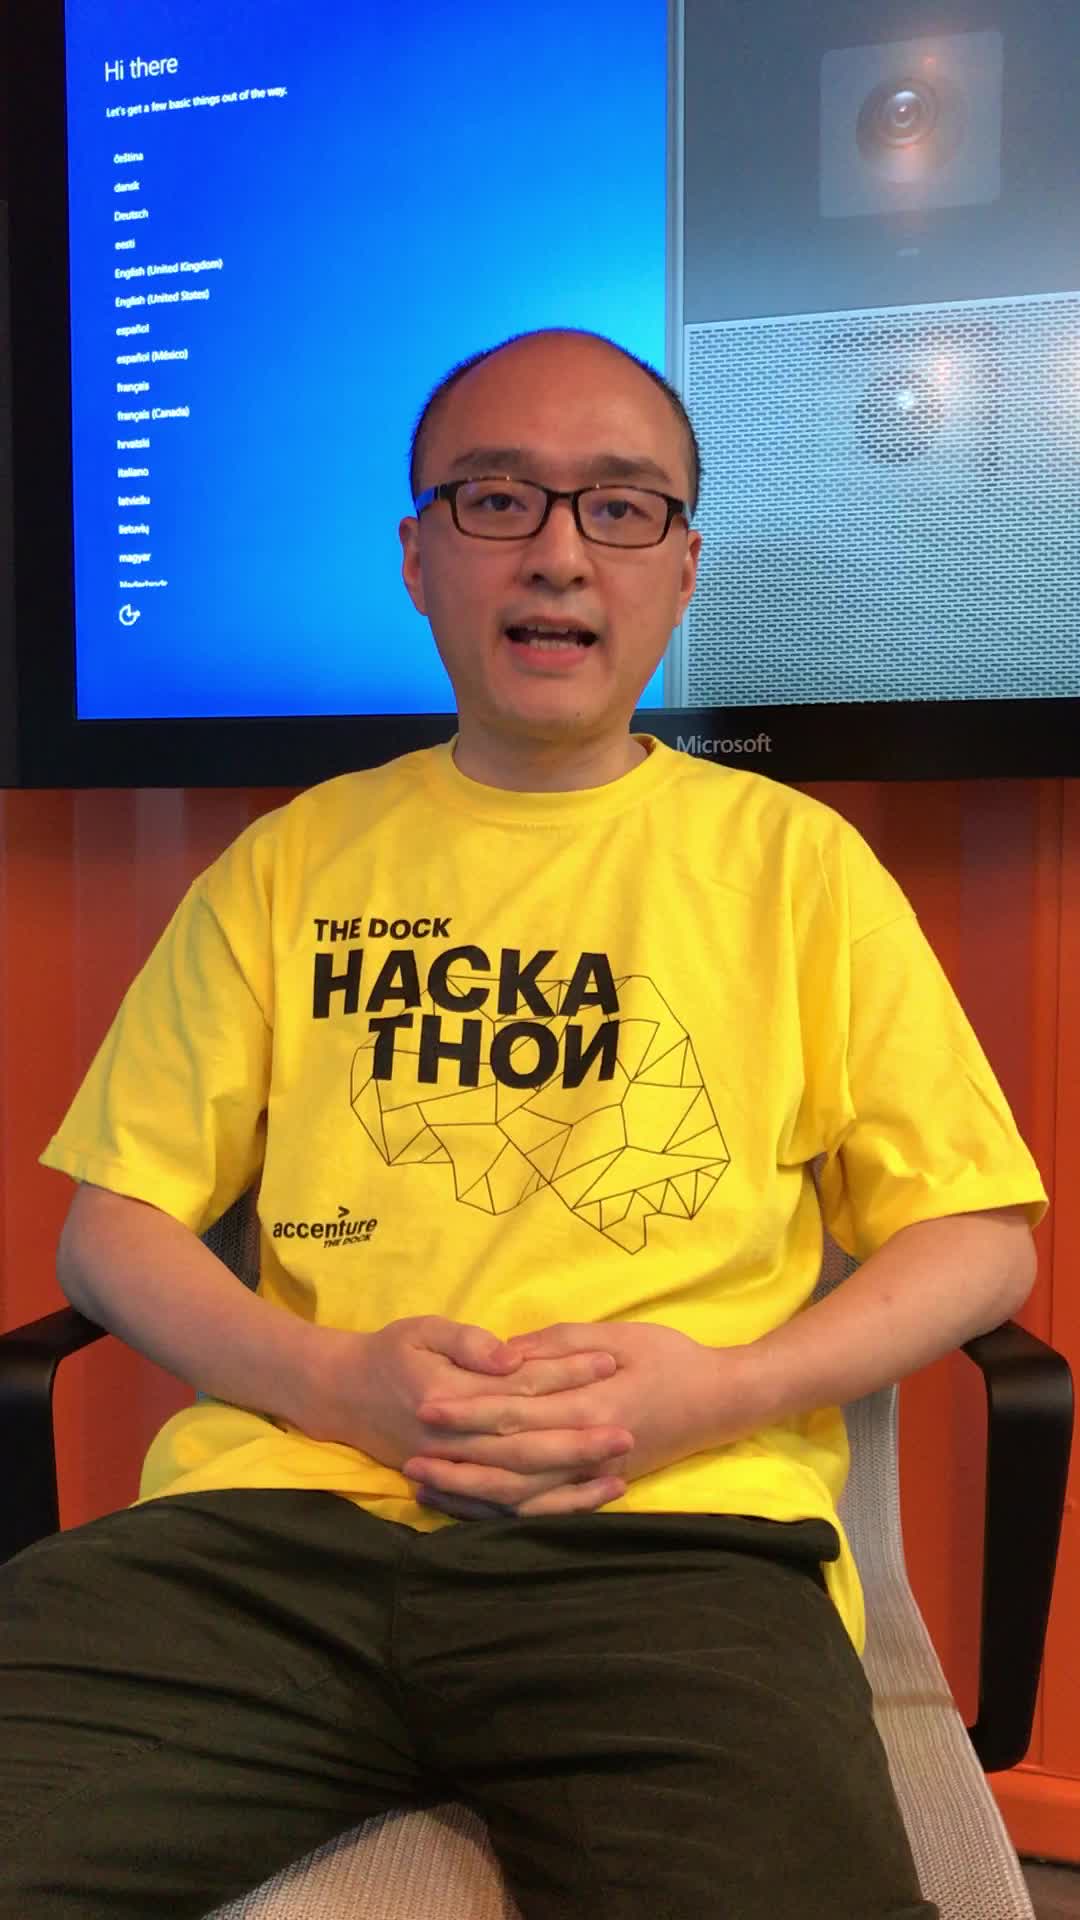 Hi there
Let's get a few basic things out of the way.
čeština
dansk
Deutsch
eesti
English (United Kingdom)
English (United States)
español
español (México)
français
français (Canada)
hrvatski
italiano
latviešu
lietuvių
magyar
Microsoft
THE DOCK
HACKA
THOИ
accenture
THE DOCK